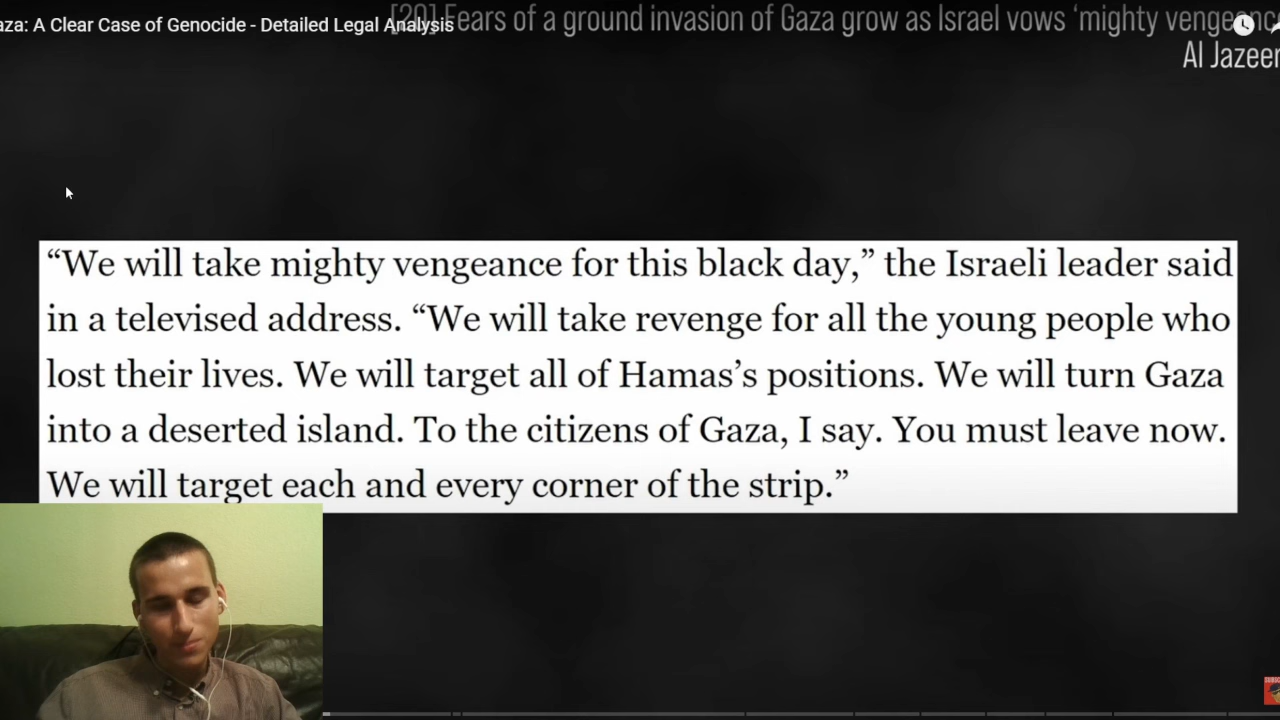 aza: A Clear Case of Genocide - Detailed Legal Analysis
[20] Fears of a ground invasion of Gaza grow as Israel vows ‘mighty vengeanc
Al Jazeer
“We will take mighty vengeance for this black day,” the Israeli leader said
in a televised address. “We will take revenge for all the young people who
lost their lives. We will target all of Hamas’s positions. We will turn Gaza
into a deserted island. To the citizens of Gaza, I say. You must leave now.
We will target each and every corner of the strip.”